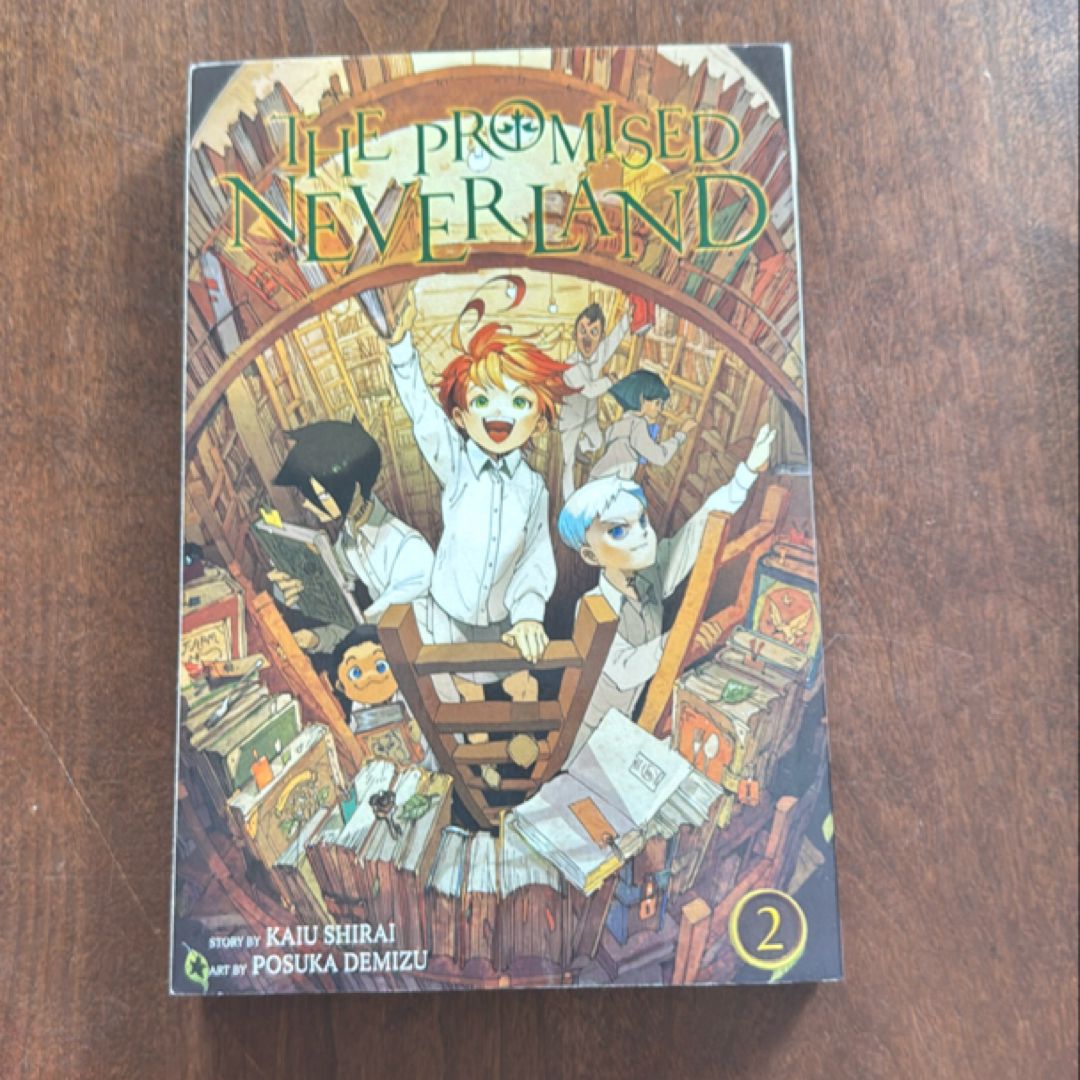 THE PROMISED
NEVERLAND
STORY BY KAIU SHIRAI
ART BY POSUKA DEMIZU
2